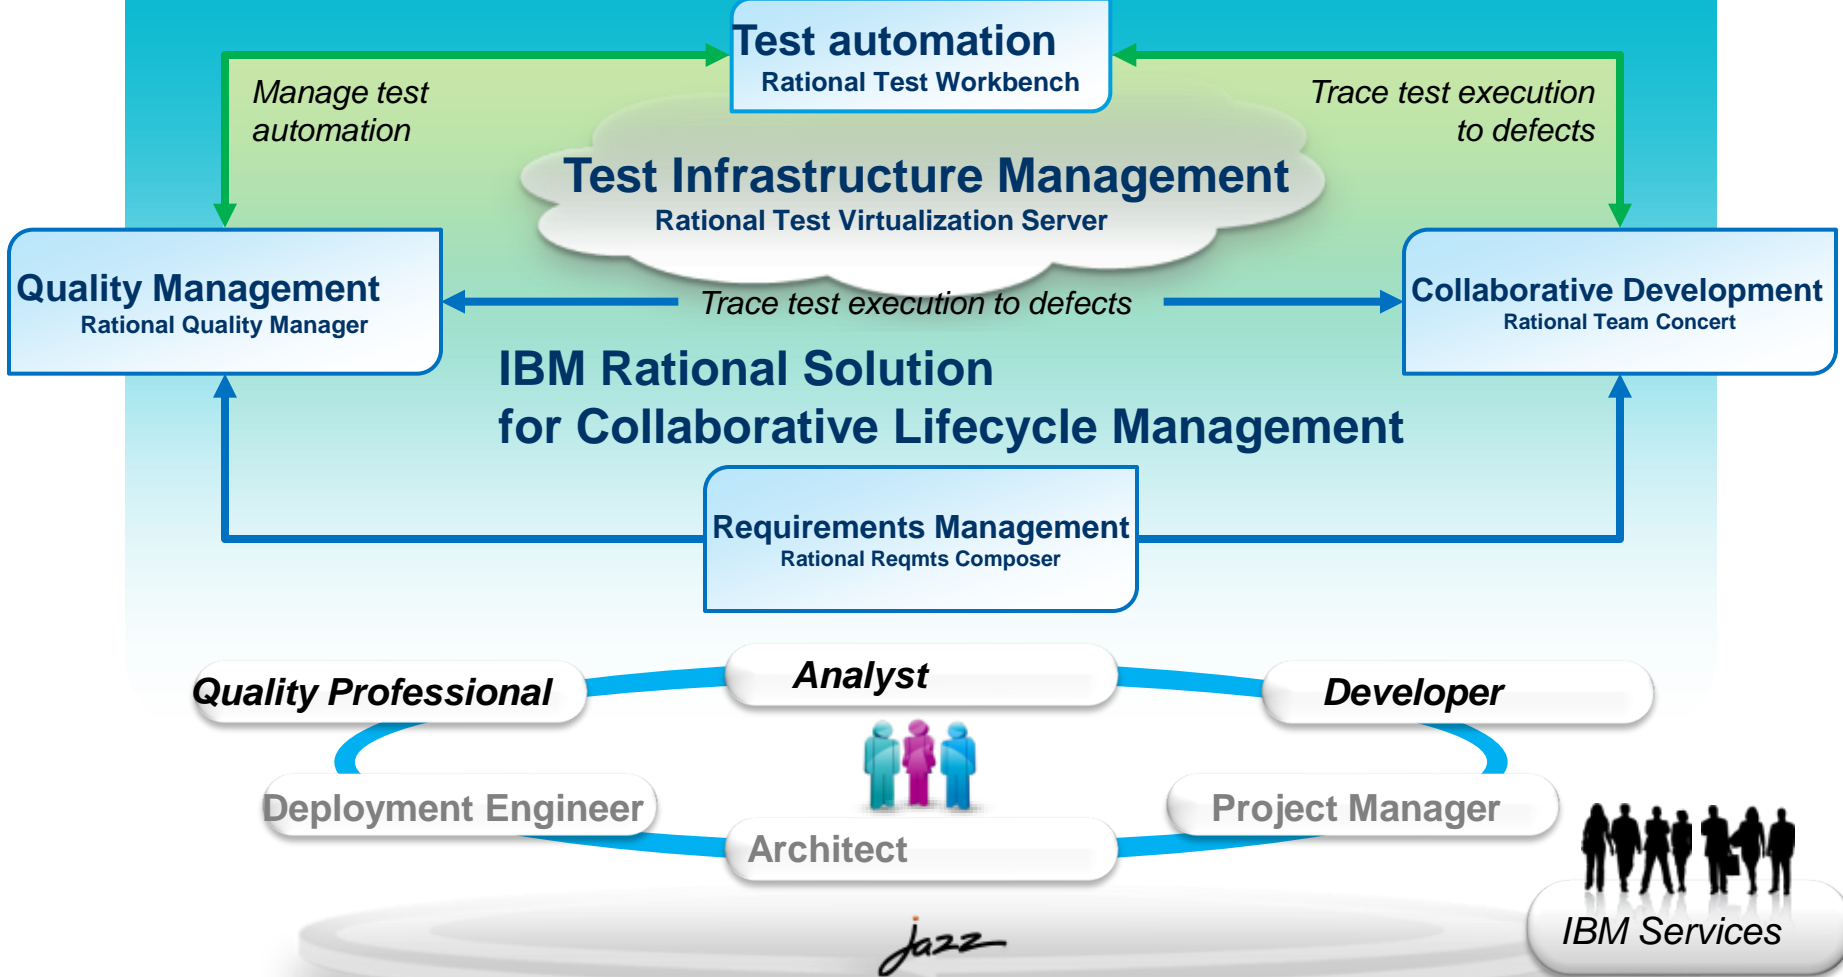 Test automation
Rational Test Workbench
Manage test
automation
Trace test execution
to defects
Test Infrastructure Management
Rational Test Virtualization Server
Quality Management
Rational Quality Manager
Trace test execution to defects
Collaborative Development
Rational Team Concert
IBM Rational Solution
for Collaborative Lifecycle Management
Requirements Management
Rational Reqmts Composer
Quality Professional
Analyst
Developer
Deployment Engineer
Project Manager
Architect
jazz
IBM Services